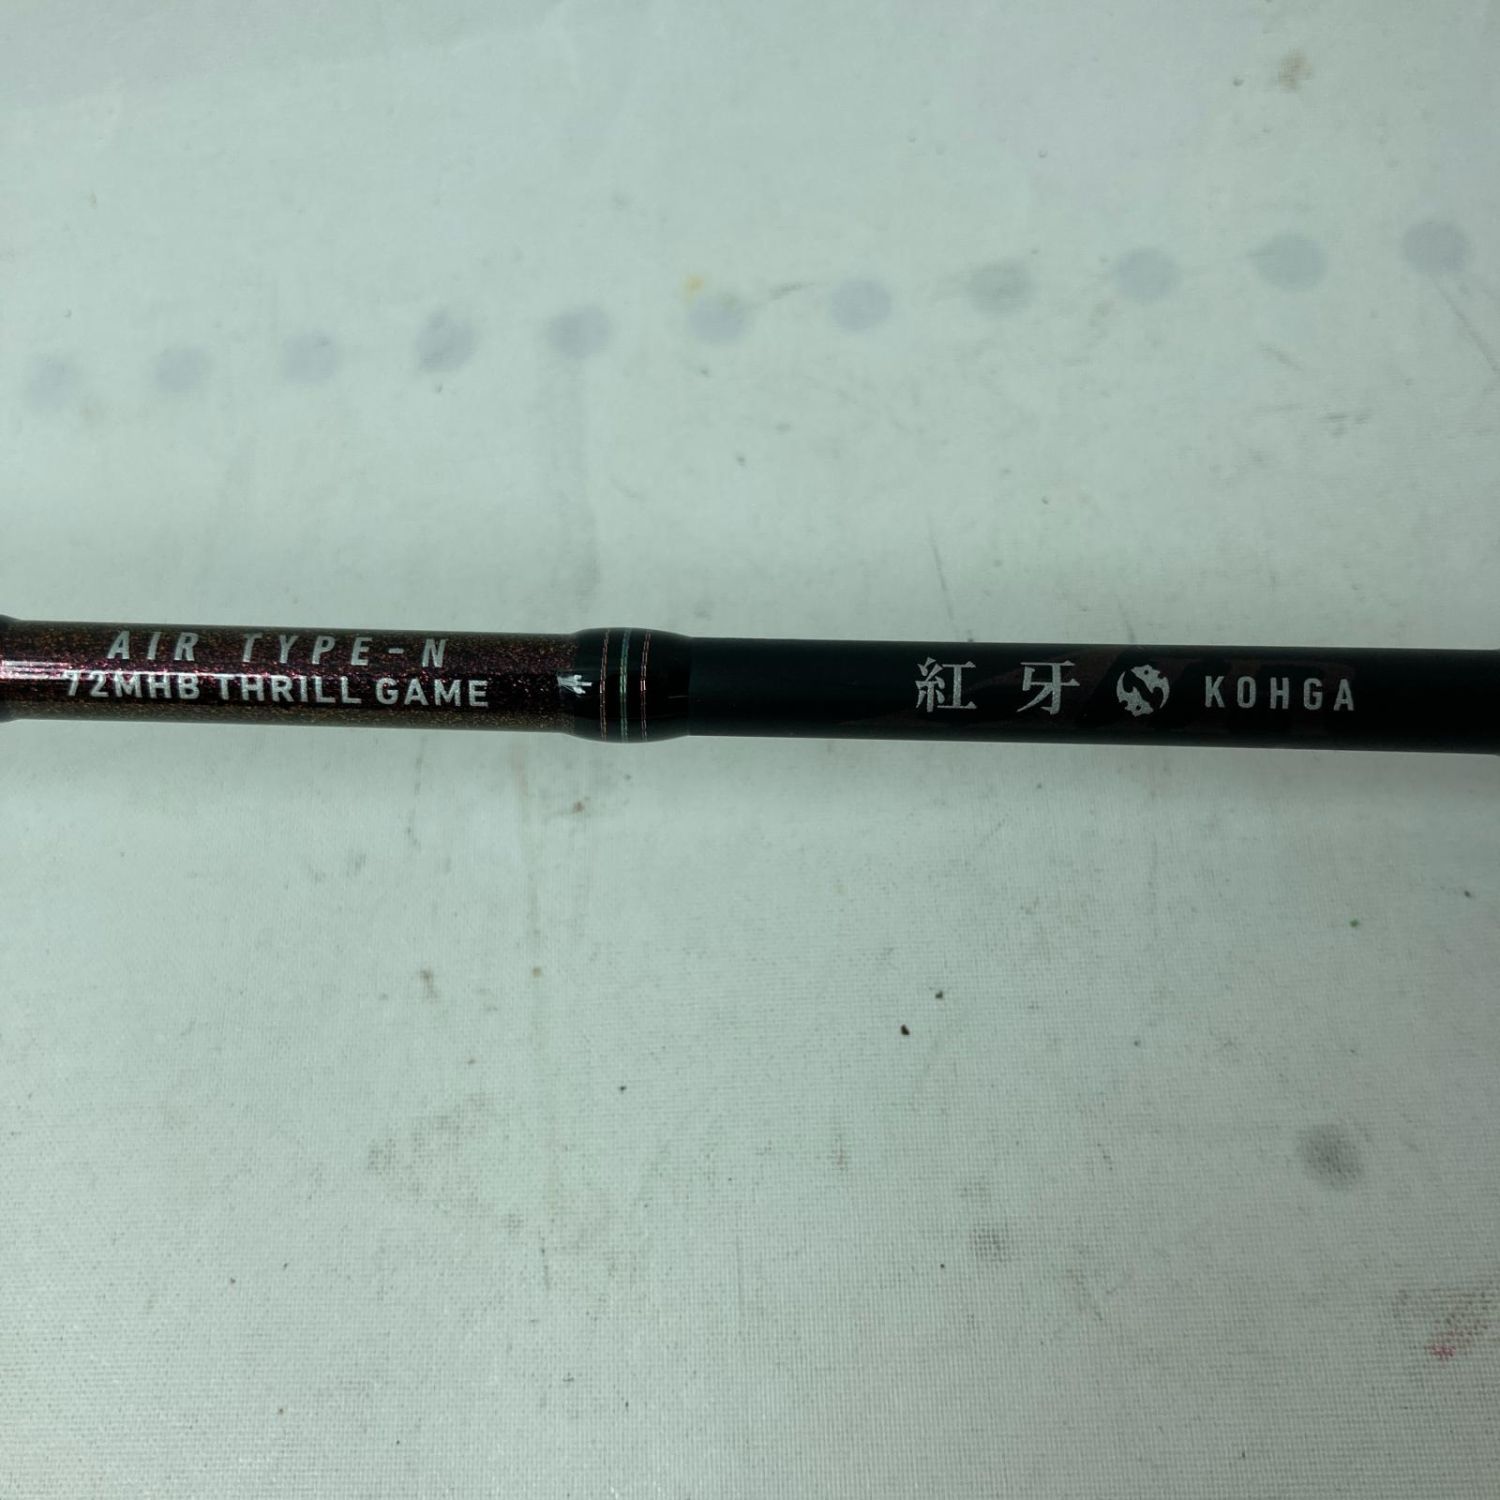 AIR TYPE-N
72MHB THRILL GAME
紅牙 KOHGA